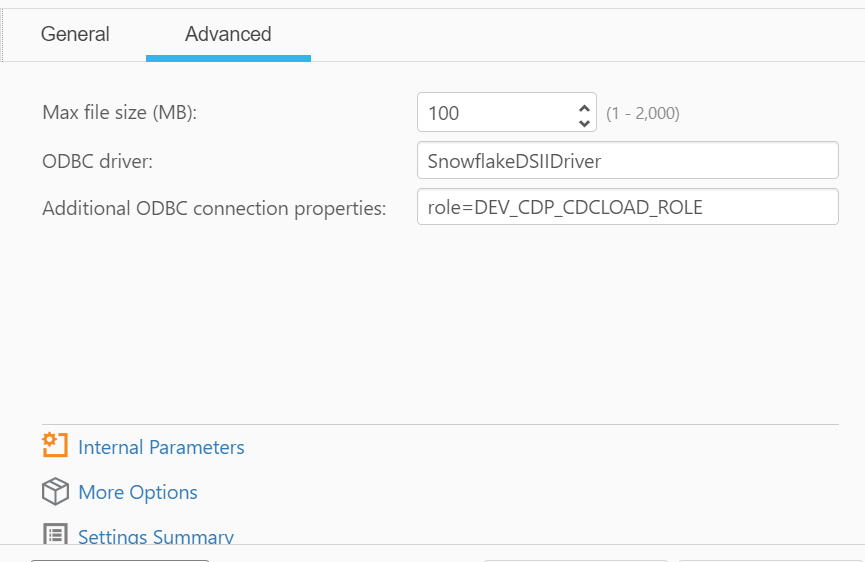 General Advanced
Max file size (MB): 100 (1 - 2,000)
ODBC driver: SnowflakeDSIIDriver
Additional ODBC connection properties: role=DEV_CDP_CDCLOAD_ROLE
Internal Parameters
More Options
Settings Summary